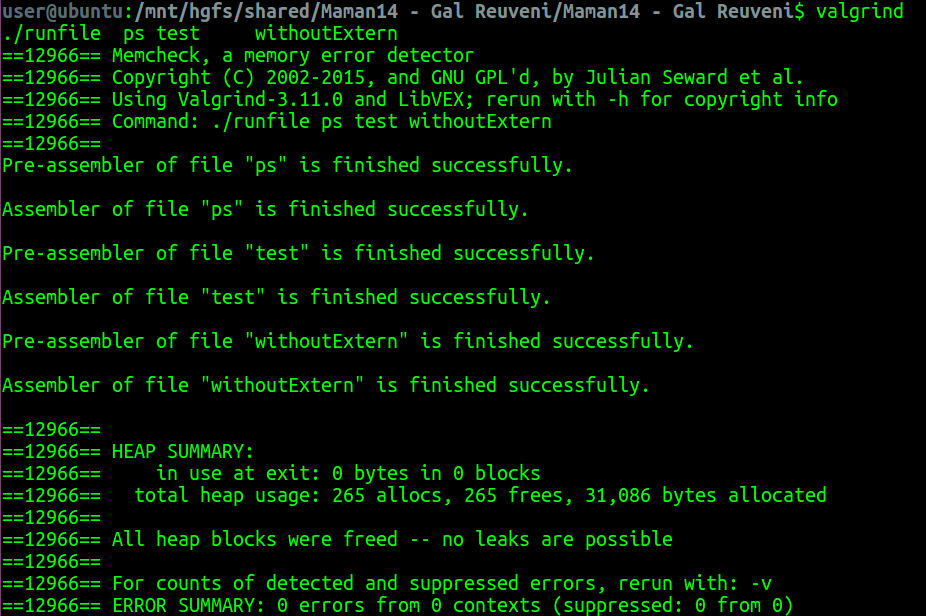 user@ubuntu:/mnt/hgfs/shared/Maman14 - Gal Reuveni/Maman14 - Gal Reuveni$ valgrind
./runfile  ps test     withoutExtern
==12966== Memcheck, a memory error detector
==12966== Copyright (C) 2002-2015, and GNU GPL'd, by Julian Seward et al.
==12966== Using Valgrind-3.11.0 and LibVEX; rerun with -h for copyright info
==12966== Command: ./runfile ps test withoutExtern
==12966==
Pre-assembler of file "ps" is finished successfully.
Assembler of file "ps" is finished successfully.
Pre-assembler of file "test" is finished successfully.
Assembler of file "test" is finished successfully.
Pre-assembler of file "withoutExtern" is finished successfully.
Assembler of file "withoutExtern" is finished successfully.
==12966==
==12966== HEAP SUMMARY:
==12966==     in use at exit: 0 bytes in 0 blocks
==12966==   total heap usage: 265 allocs, 265 frees, 31,086 bytes allocated
==12966==
==12966== All heap blocks were freed -- no leaks are possible
==12966==
==12966== For counts of detected and suppressed errors, rerun with: -v
==12966== ERROR SUMMARY: 0 errors from 0 contexts (suppressed: 0 from 0)